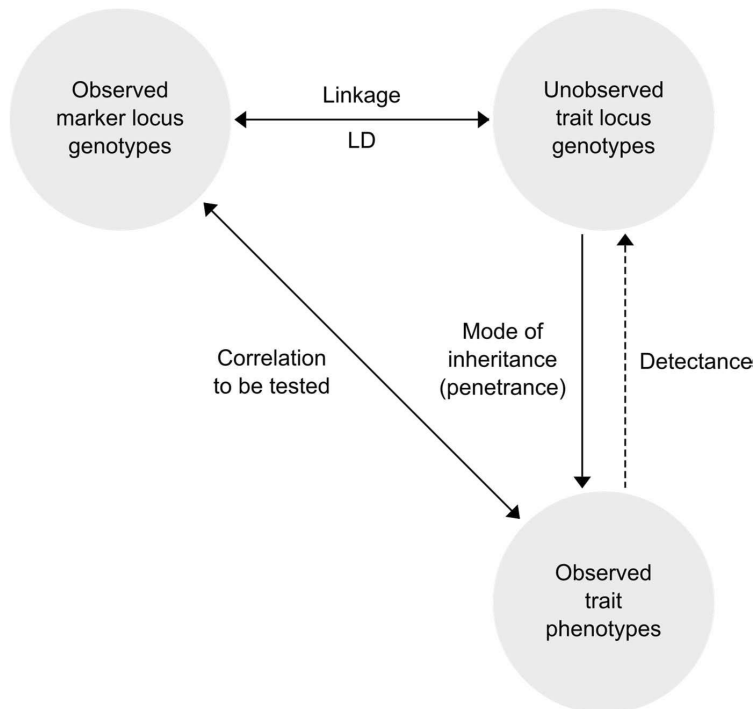 Observed
marker locus
genotypes
Linkage
LD
Unobserved
trait locus
genotypes
Correlation
to be tested
Mode of
inheritance
(penetrance)
Detectance
Observed
trait
phenotypes